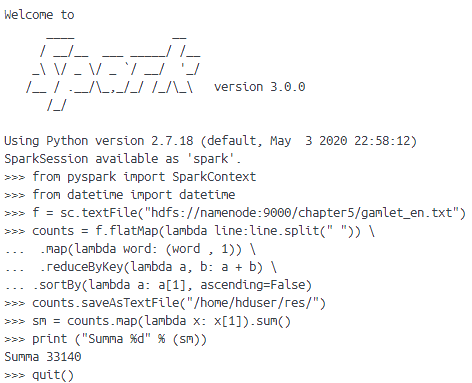 Welcome to
      ____              __
     / __/__  ___ _____/ /__
    _\ \/ _ \/ _ `/ __/  '_/
   /__ / .__/\_,_/_/ /_/\_\   version 3.0.0
      /_/

Using Python version 2.7.18 (default, May  3 2020 22:58:12)
SparkSession available as 'spark'.
>>> from pyspark import SparkContext
>>> from datetime import datetime
>>> f = sc.textFile("hdfs://namenode:9000/chapter5/gamlet_en.txt")
>>> counts = f.flatMap(lambda line:line.split(" ")) \
...  .map(lambda word: (word , 1)) \
...  .reduceByKey(lambda a, b: a + b) \
... .sortBy(lambda a: a[1], ascending=False)
>>> counts.saveAsTextFile("/home/hduser/res/")
>>> sm = counts.map(lambda x: x[1]).sum()
>>> print ("Summa %d" % (sm))
Summa 33140
>>> quit()